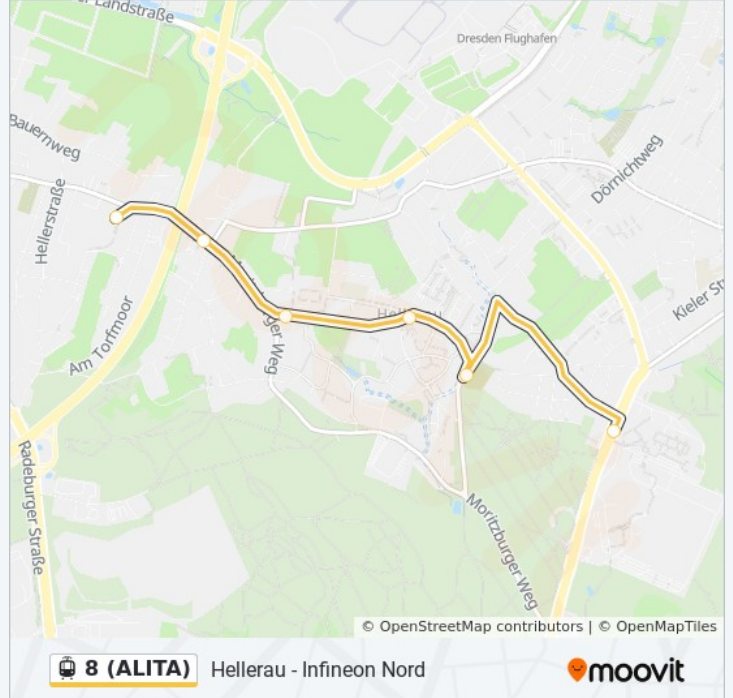 er Landstraße
Dresden Flughafen
Bauernweg
Dörnichtweg
Hellerstraße
Kieler St
Am Torfmoor
Radeburger Straße
Moritzburger Weg
© OpenStreetMap contributors | © OpenMapTiles
8 (ALITA) Hellerau - Infineon Nord
moovit